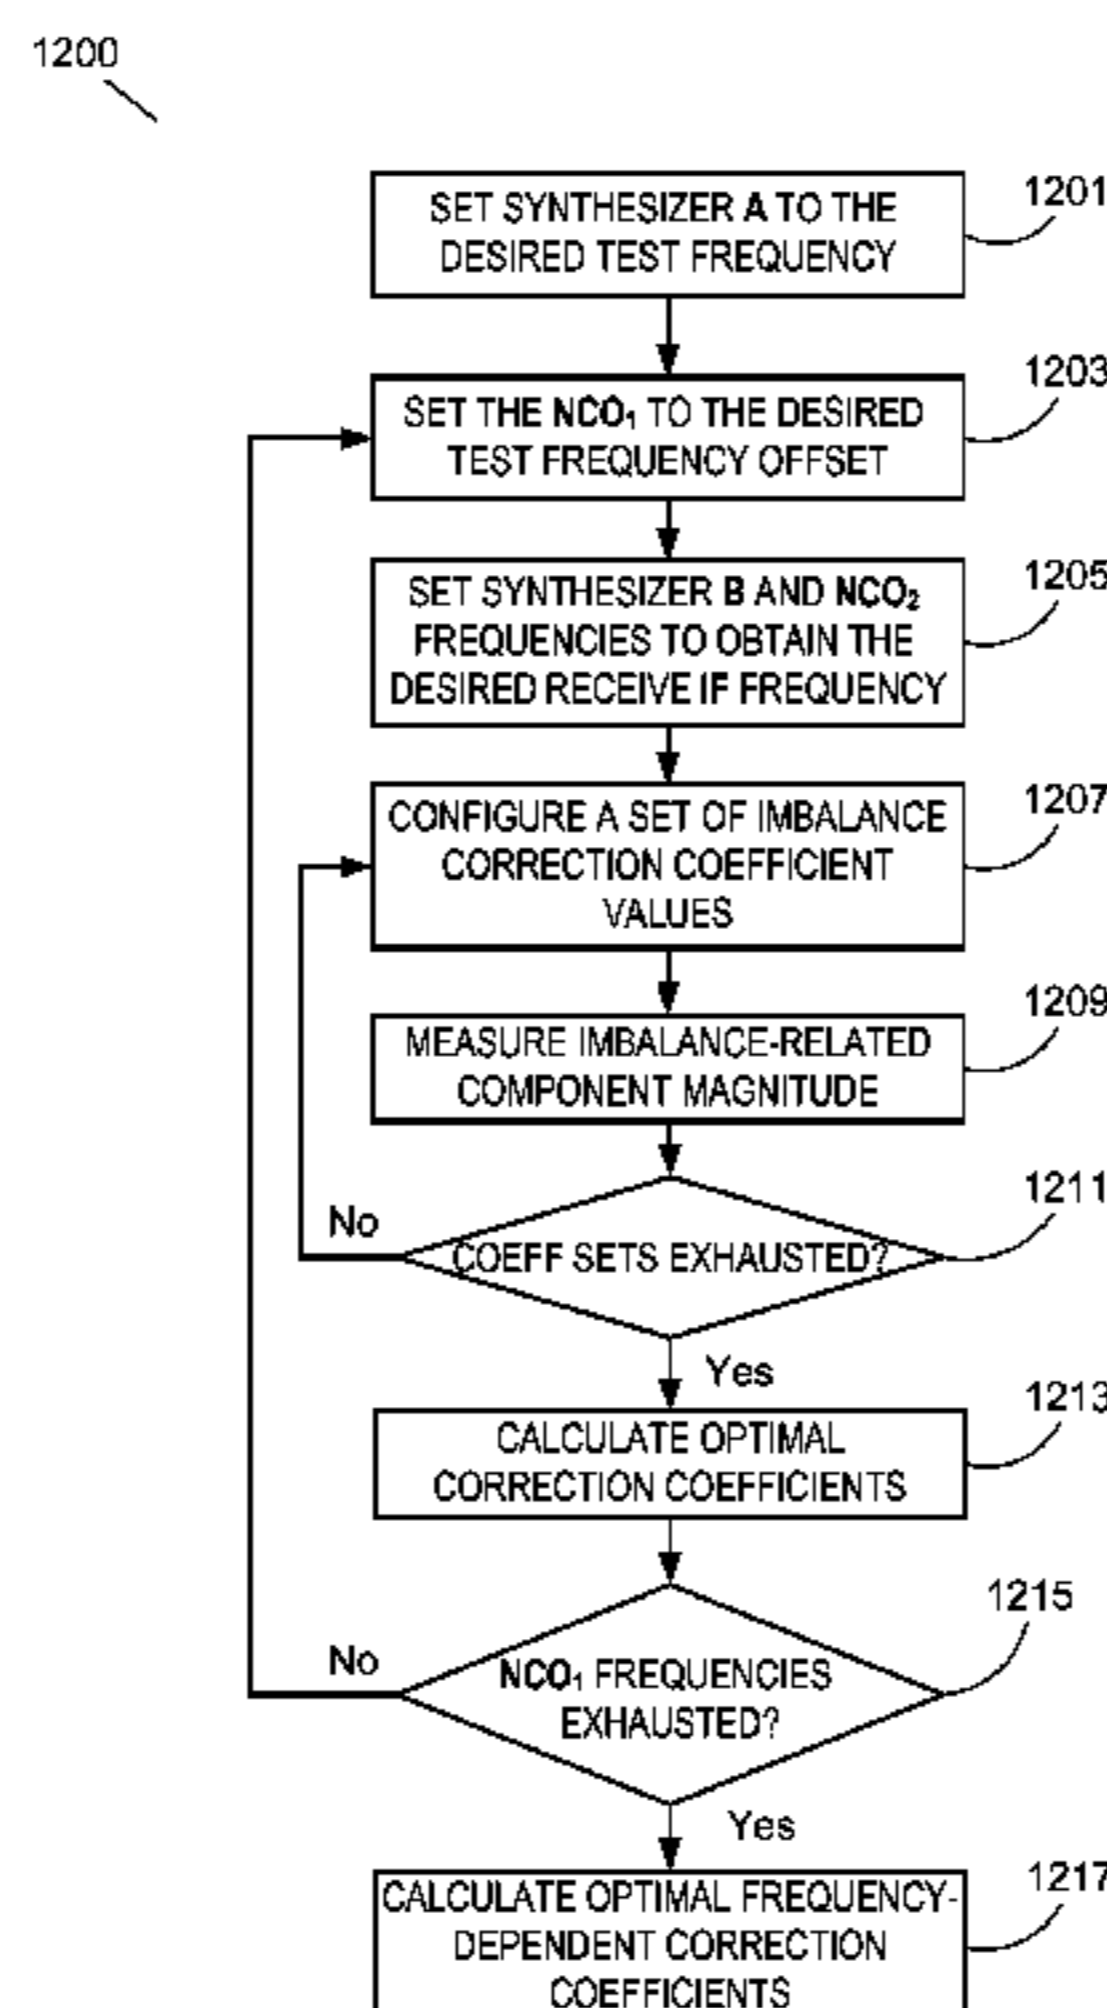 1200
SET SYNTHESIZER A TO THE
DESIRED TEST FREQUENCY
1201
SET THE NCO₁ TO THE DESIRED
TEST FREQUENCY OFFSET
1203
SET SYNTHESIZER B AND NCO₂
FREQUENCIES TO OBTAIN THE
DESIRED RECEIVE IF FREQUENCY
1205
CONFIGURE A SET OF IMBALANCE
CORRECTION COEFFICIENT
VALUES
1207
MEASURE IMBALANCE-RELATED
COMPONENT MAGNITUDE
1209
COEFF SETS EXHAUSTED?
1211
No
Yes
CALCULATE OPTIMAL
CORRECTION COEFFICIENTS
1213
NCO₁ FREQUENCIES
EXHAUSTED?
1215
No
Yes
CALCULATE OPTIMAL FREQUENCY-
DEPENDENT CORRECTION
COEFFICIENTS
1217